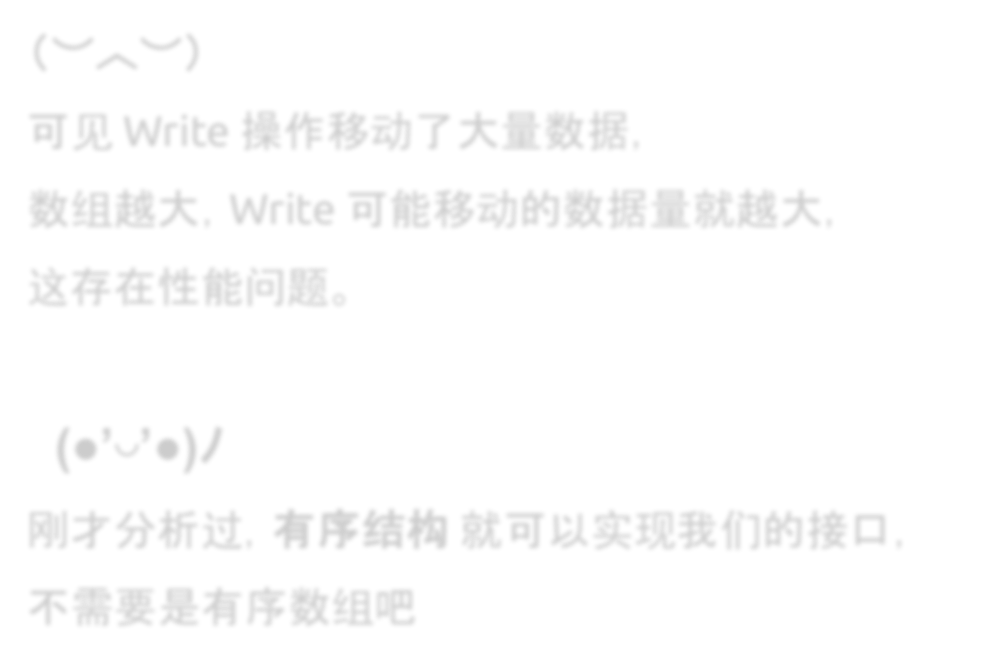 (︶︿︶)
可见 Write 操作移动了大量数据,
数组越大, Write 可能移动的数据量就越大,
这存在性能问题。
(●’◡’●)ﾉ
刚才分析过, 有序结构 就可以实现我们的接口,
不需要是有序数组吧